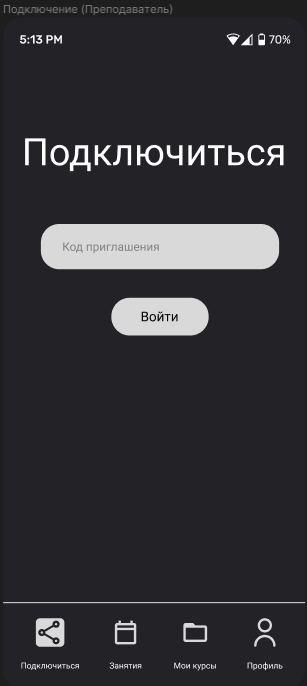 Подключение (Преподаватель)
5:13 PM 70%
Подключиться
Код приглашения
Войти
Подключиться Занятия Мои курсы Профиль